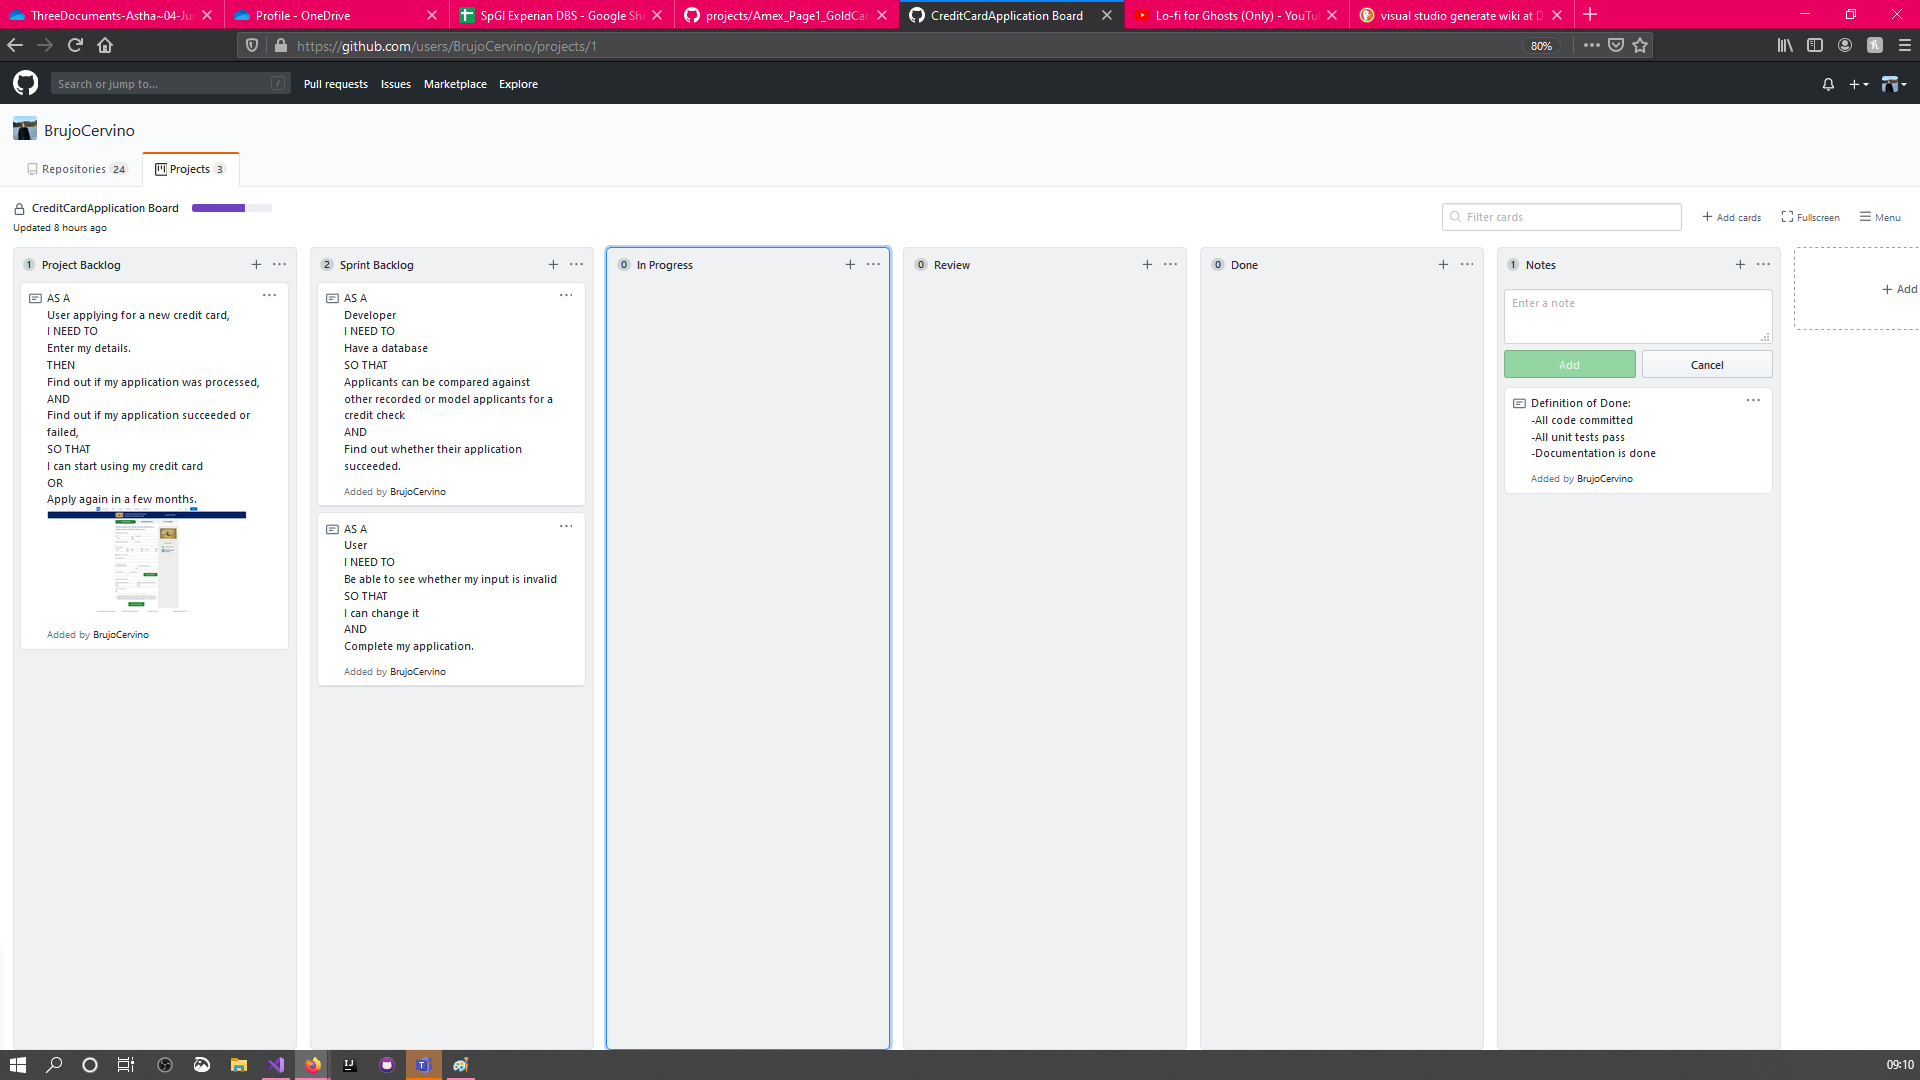 ThreeDocuments-Astha~04-Ju
Profile - OneDrive
SpGl Experian DBS - Google She
projects/Amex_Page1_GoldCar
CreditCardApplication Board
Lo-fi for Ghosts (Only) - YouTu
visual studio generate wiki at D
https://github.com/users/BrujoCervino/projects/1
80%
Search or jump to...
/
Pull requests
Issues
Marketplace
Explore
BrujoCervino
Repositories 24
Projects 3
CreditCardApplication Board
Updated 8 hours ago
Filter cards
Add cards
Fullscreen
Menu
1 Project Backlog
AS A
User applying for a new credit card,
I NEED TO
Enter my details.
THEN
Find out if my application was processed,
AND
Find out if my application succeeded or
failed,
SO THAT
I can start using my credit card
OR
Apply again in a few months.
Added by BrujoCervino
2 Sprint Backlog
AS A
Developer
I NEED TO
Have a database
SO THAT
Applicants can be compared against
other recorded or model applicants for a
credit check
AND
Find out whether their application
succeeded.
Added by BrujoCervino
AS A
User
I NEED TO
Be able to see whether my input is invalid
SO THAT
I can change it
AND
Complete my application.
Added by BrujoCervino
0 In Progress
0 Review
0 Done
1 Notes
Enter a note
Add
Cancel
Definition of Done:
-All code committed
-All unit tests pass
-Documentation is done
Added by BrujoCervino
+ Add
09:10